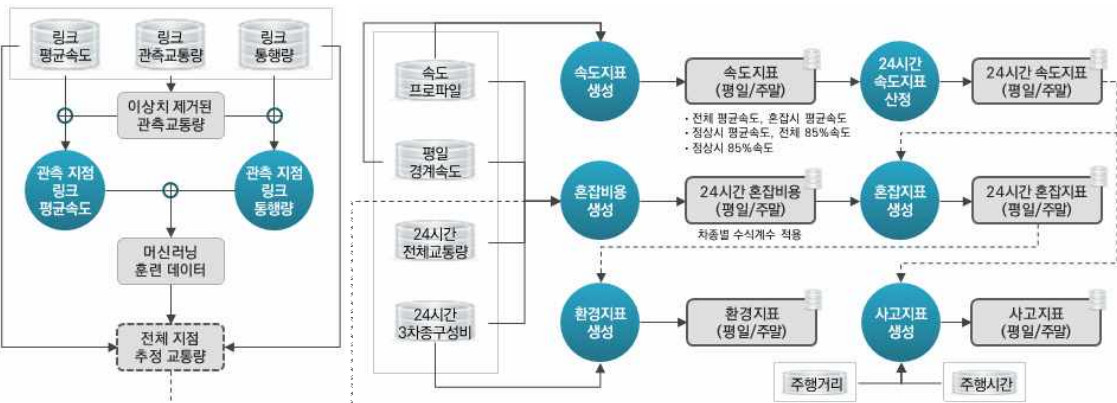 링크
평균속도
링크
관측교통량
링크
통행량
이상치 제거된
관측교통량
관측 지점
링크
평균속도
관측 지점
링크
통행량
머신러닝
훈련 데이터
전체 지점
추정 교통량
속도
프로파일
평일
경계속도
24시간
전체교통량
24시간
3차종구성비
속도지표
생성
속도지표
(평일/주말)
• 전체 평균속도, 혼잡시 평균속도
• 정상시 평균속도, 전체 85%속도
• 정상시 85%속도
24시간
속도지표
산정
24시간 속도지표
(평일/주말)
혼잡비용
생성
24시간 혼잡비용
(평일/주말)
차종별 수식계수 적용
혼잡지표
생성
24시간 혼잡지표
(평일/주말)
환경지표
생성
환경지표
(평일/주말)
사고지표
생성
사고지표
(평일/주말)
주행거리
주행시간